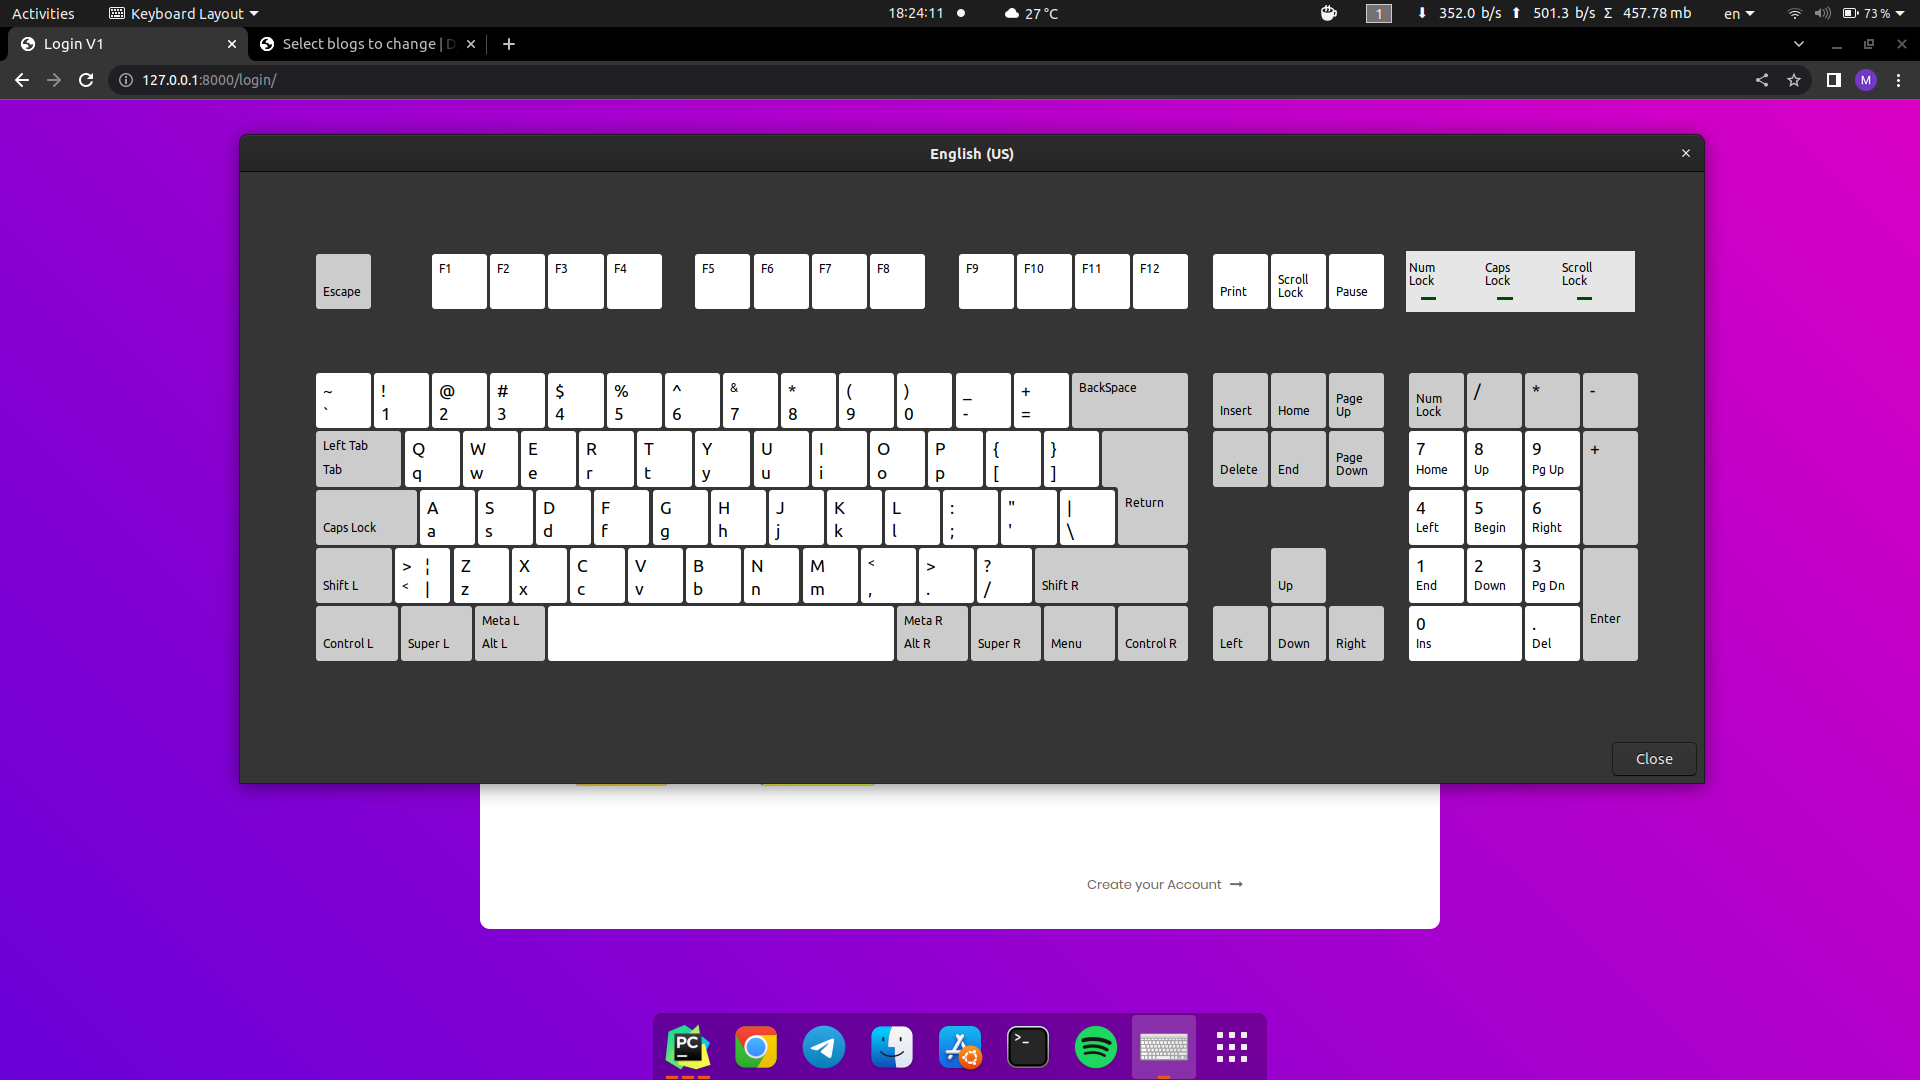 Activities Keyboard Layout 18:24:11 27 °C 1 352.0 b/s 501.3 b/s Σ 457.78 mb en 73 %
Login V1 Select blogs to change | D
127.0.0.1:8000/login/ M
English (US)
Escape F1 F2 F3 F4 F5 F6 F7 F8 F9 F10 F11 F12 Print Scroll Lock Pause Num Lock Caps Lock Scroll Lock
~ ! @ # $ % ^ & * ( ) _ + BackSpace
` 1 2 3 4 5 6 7 8 9 0 - =
Insert Home Page Up Num Lock / * -
Left Tab Q W E R T Y U I O P { }
Tab q w e r t y u i o p [ ]
Delete End Page Down 7 Home 8 Up 9 Pg Up +
Caps Lock A S D F G H J K L : " | Return
a s d f g h j k l ; ' \
4 Left 5 Begin 6 Right
Shift L > ¦ Z X C V B N M < > ? Shift R
< | z x c v b n m , . /
Up 1 End 2 Down 3 Pg Dn Enter
Control L Super L Meta L Alt L Meta R Alt R Super R Menu Control R Left Down Right 0 Ins . Del
Close
Create your Account
PC >_